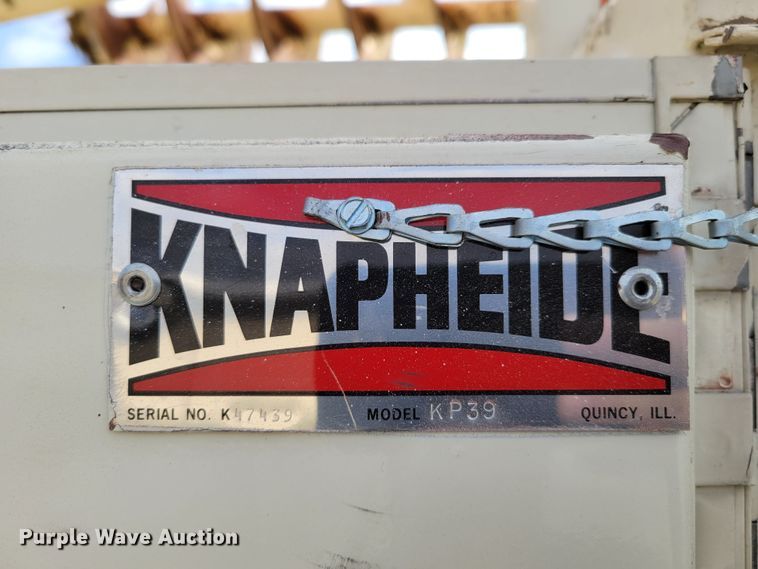 KNAPHEIDE
SERIAL NO. K47439 MODEL KP39 QUINCY, ILL.
Purple Wave Auction